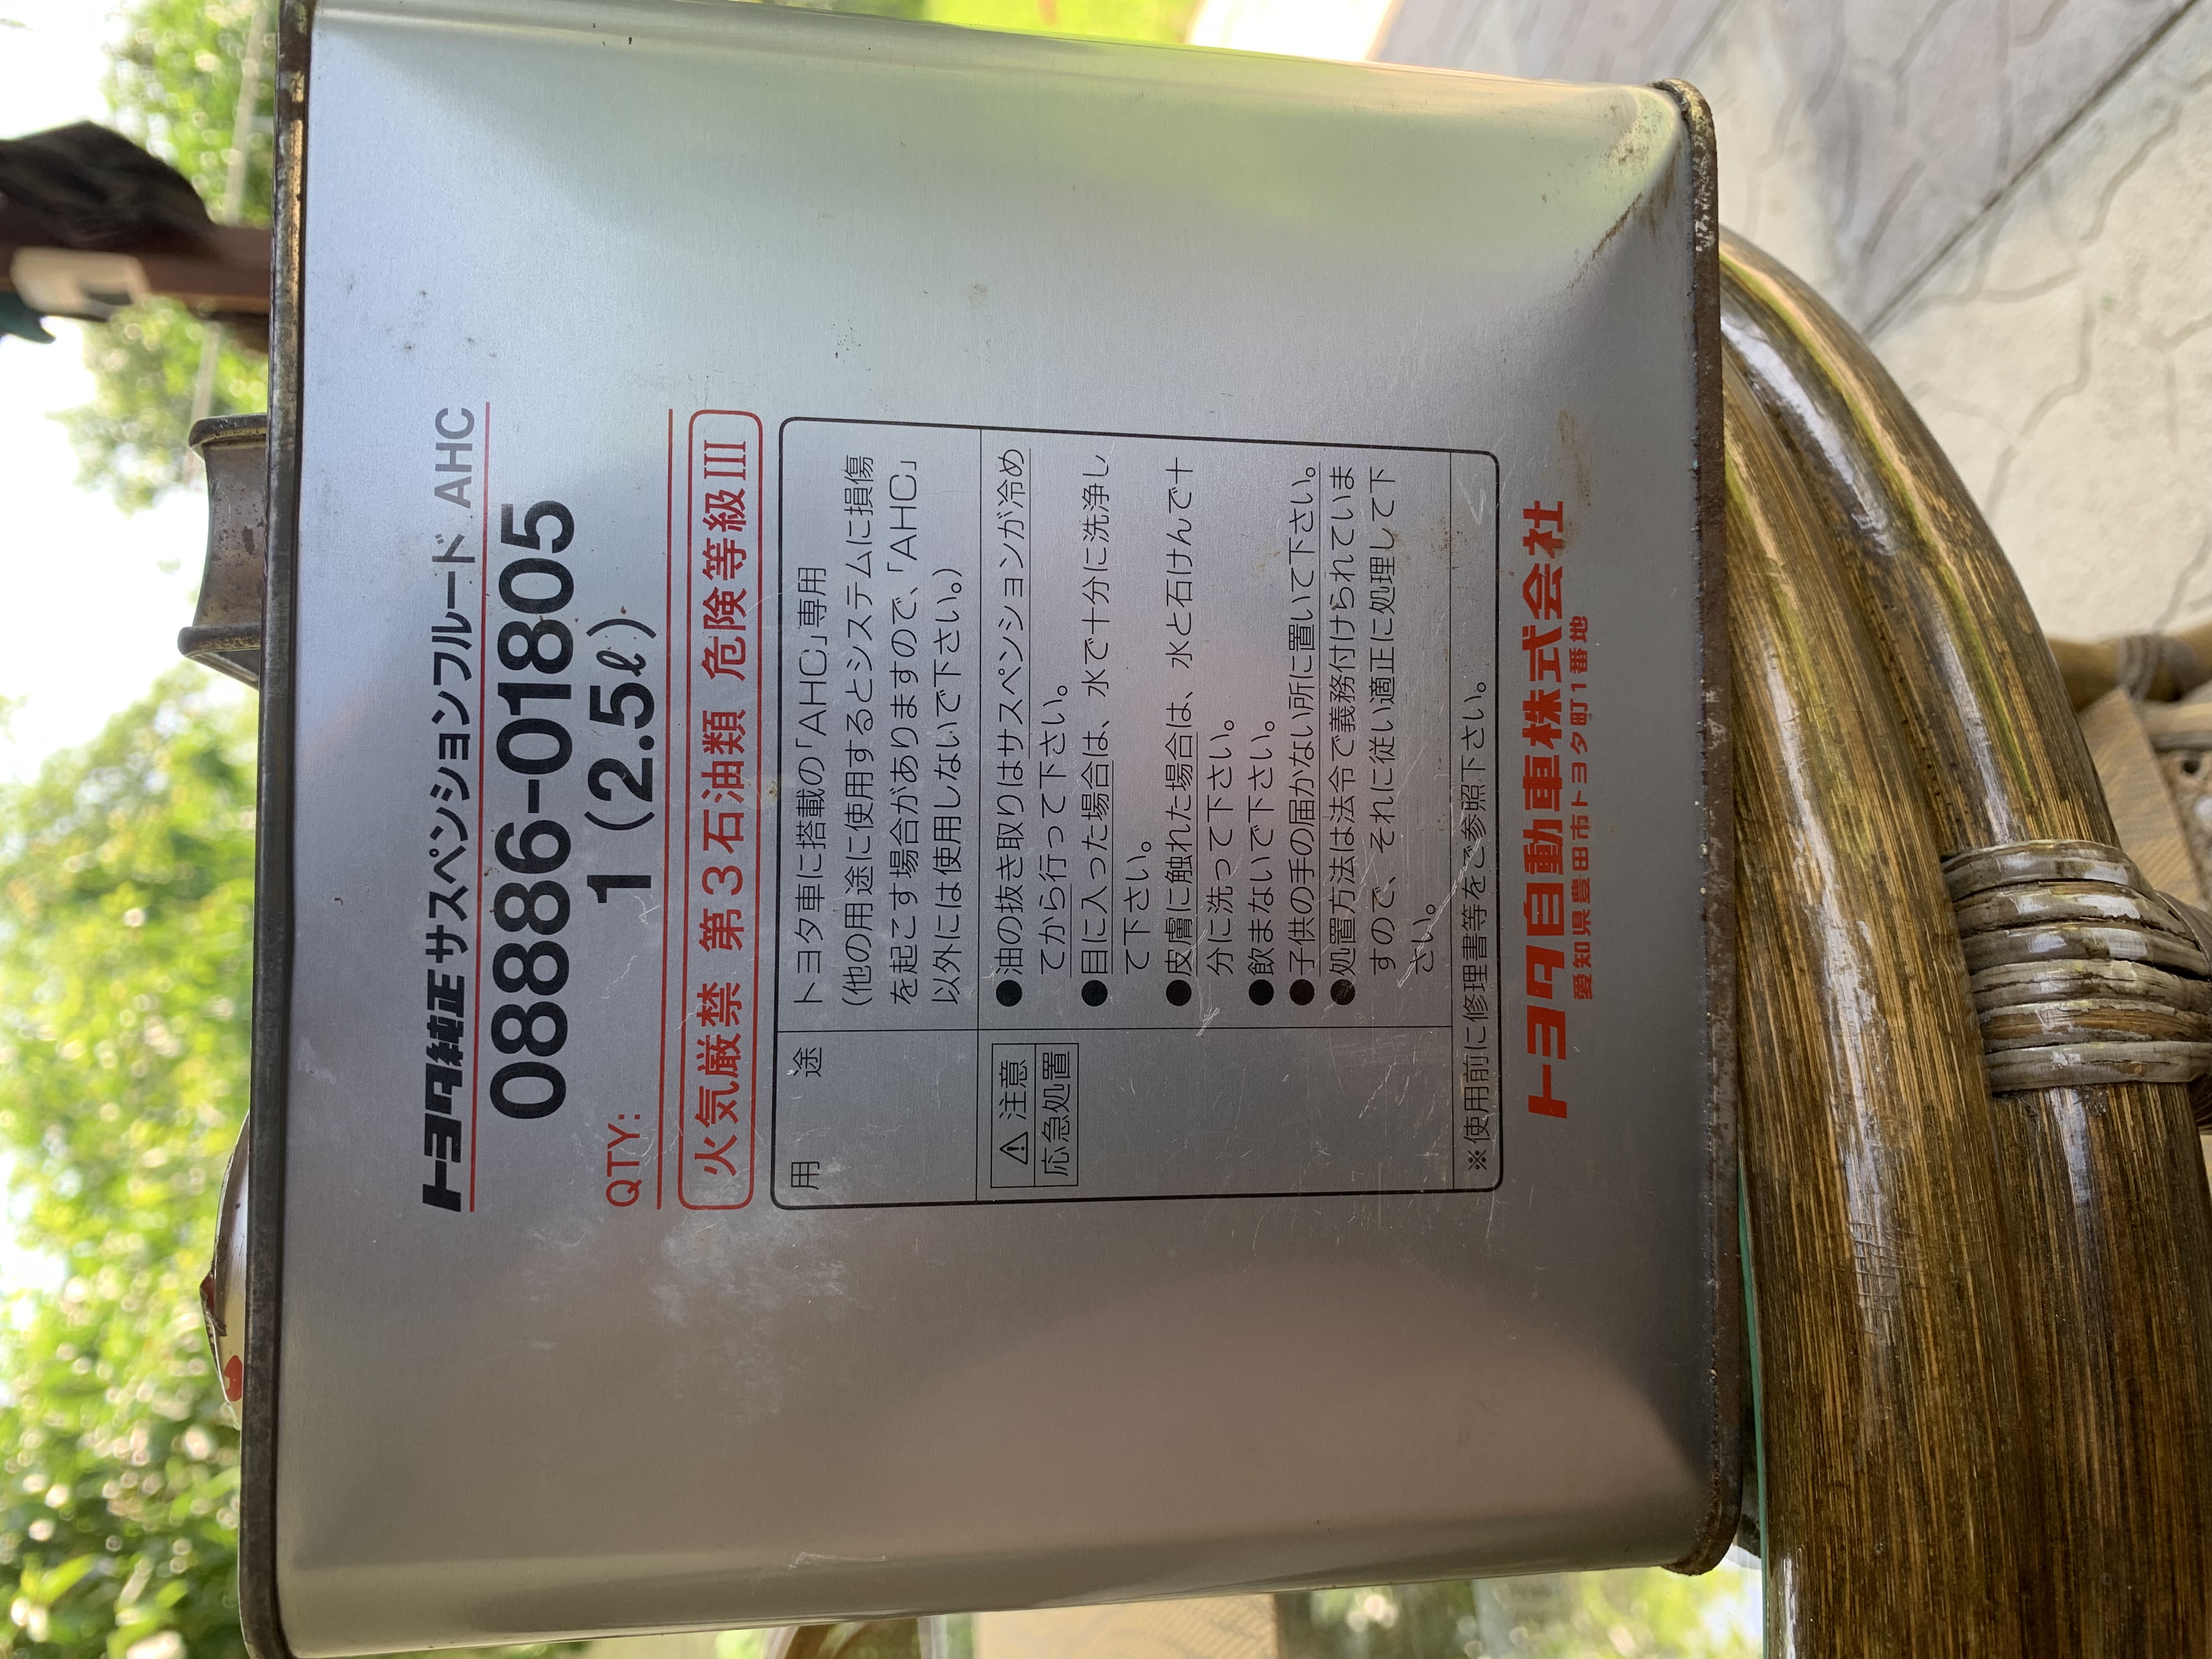 トヨタ純正 サスペンションフルード AHC
08886-01805
QTY: 1 (2.5ℓ)
火気厳禁 第3石油類 危険等級III
用途
トヨタ車に搭載の「AHC」専用
(他の用途に使用するとシステムに損傷
を起こす場合がありますので、「AHC」
以外には使用しないで下さい。)
⚠注意
応急処置
●油の抜き取りはサスペンションが冷め
てから行って下さい。
●目に入った場合は、水で十分に洗浄し
て下さい。
●皮膚に触れた場合は、水と石けんで十
分に洗って下さい。
●飲まないで下さい。
●子供の手の届かない所に置いて下さい。
●処置方法は法令で義務付けられていま
すので、それに従い適正に処理して下
さい。
※使用前に修理書等をご参照下さい。
トヨタ自動車株式会社
愛知県豊田市トヨタ町1番地